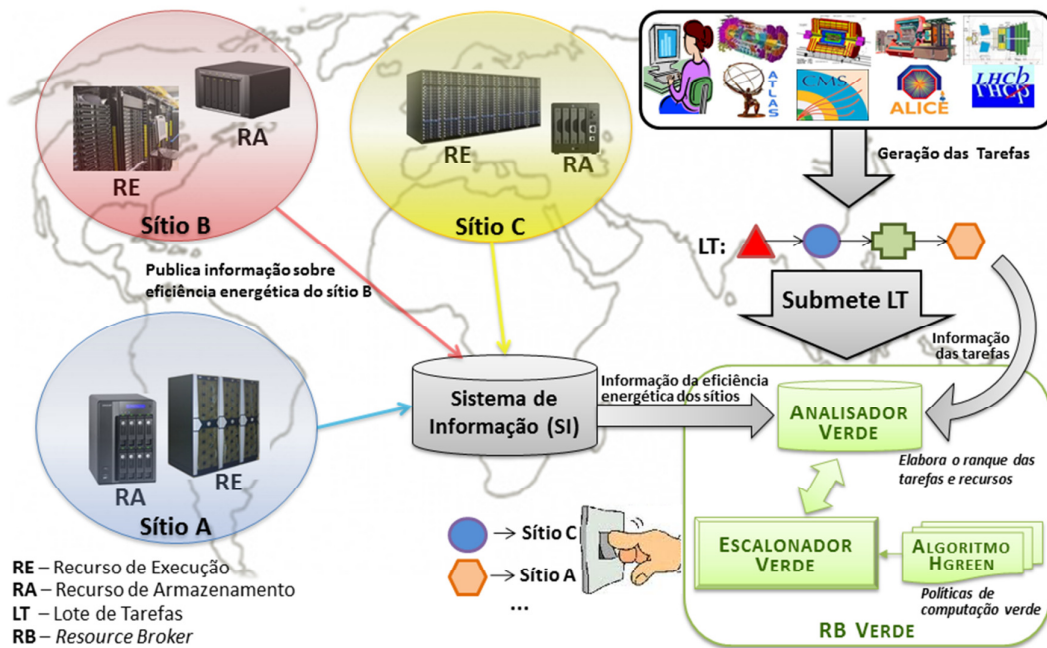 RA
RE
Sítio B
RE
RA
Sítio C
ATLAS
CMS
ALICE
LHCb
Geração das Tarefas
LT:
Submete LT
Publica informação sobre
eficiência energética do sítio B
Informação
das tarefas
Sistema de
Informação (SI)
Informação da eficiência
energética dos sítios
ANALISADOR
VERDE
Elabora o ranque das
tarefas e recursos
RA
RE
Sítio A
Sítio C
Sítio A
...
ESCALONADOR
VERDE
ALGORITMO
HGREEN
Políticas de
computação verde
RB VERDE
RE – Recurso de Execução
RA – Recurso de Armazenamento
LT – Lote de Tarefas
RB – Resource Broker